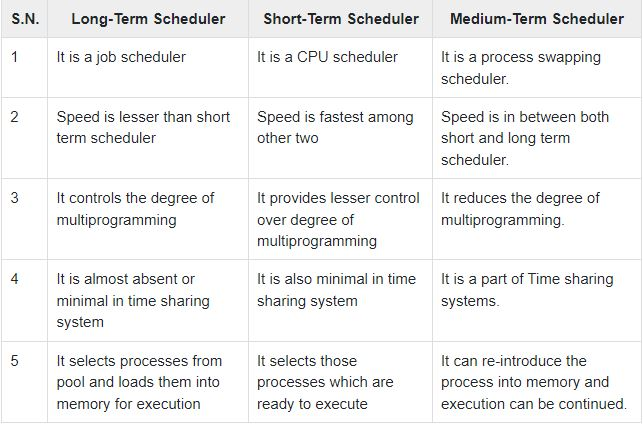 S.N. Long-Term Scheduler Short-Term Scheduler Medium-Term Scheduler
1 It is a job scheduler It is a CPU scheduler It is a process swapping
scheduler.
2 Speed is lesser than short Speed is fastest among Speed is in between both
term scheduler other two short and long term
scheduler.
3 It controls the degree of It provides lesser control It reduces the degree of
multiprogramming over degree of multiprogramming.
multiprogramming
4 It is almost absent or It is also minimal in time It is a part of Time sharing
minimal in time sharing sharing system systems.
system
5 It selects processes from It selects those It can re-introduce the
pool and loads them into processes which are process into memory and
memory for execution ready to execute execution can be continued.